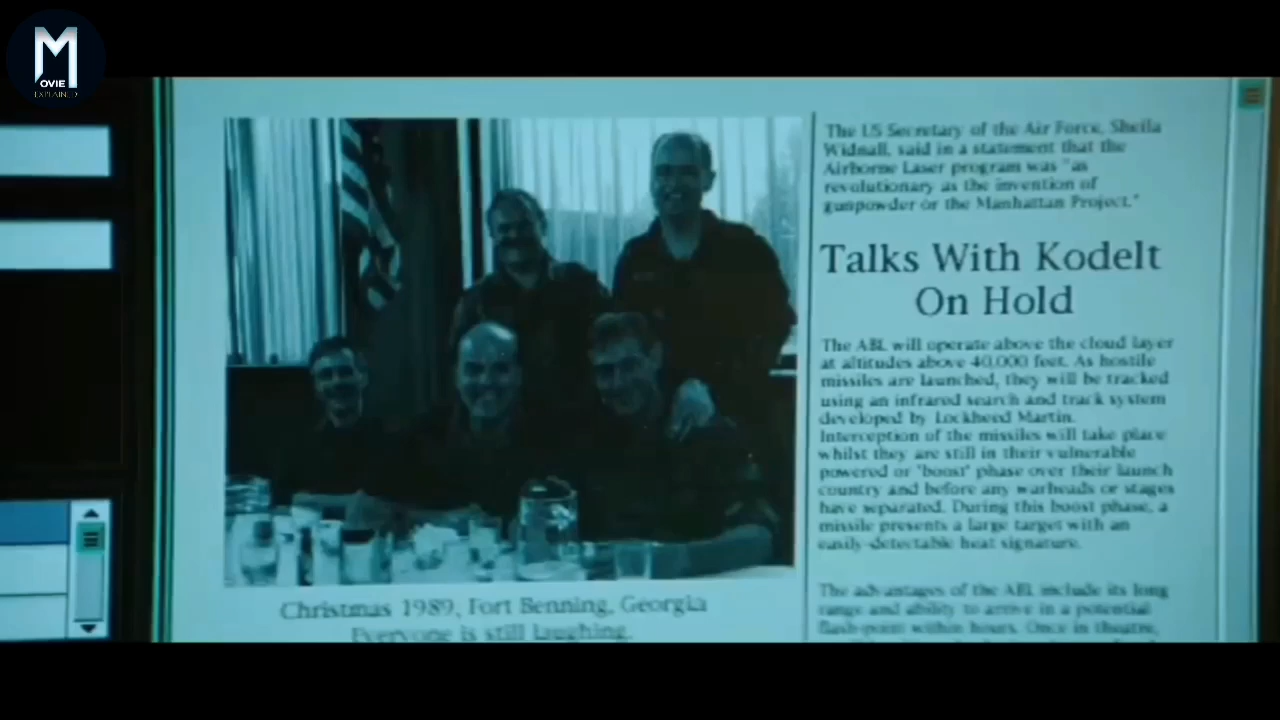 M
OVIE
EXPLAINED
The US Secretary of the Air Force, Sheila
Widnall, said in a statement that the
Airborne Laser program was "as
revolutionary as the invention of
gunpowder or the Manhattan Project."
Talks With Kodelt
On Hold
The ABL will operate above the cloud layer
at altitudes above 40,000 feet. As hostile
missiles are launched, they will be tracked
using an infrared search and track system
developed by Lockheed Martin.
Interception of the missiles will take place
whilst they are still in their vulnerable
powered or 'boost' phase over their launch
country and before any warheads or stages
have separated. During this boost phase, a
missile presents a large target with an
easily-detectable heat signature.
The advantages of the ABL include its long
range and ability to arrive in a potential
flash-point within hours. Once in theatre,
Christmas 1989, Fort Benning, Georgia
Everyone is still laughing.